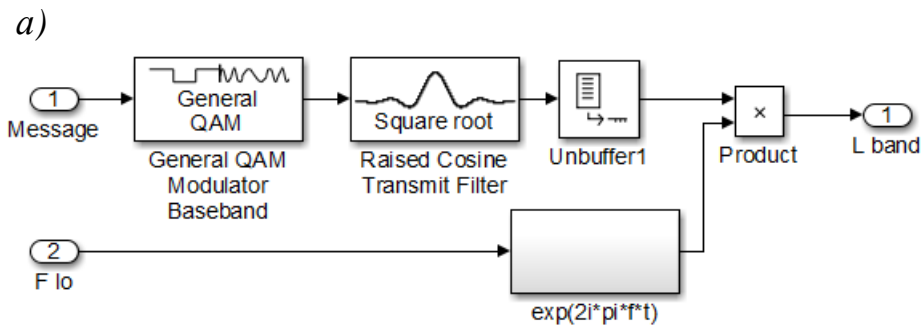 a)
1
Message
General
QAM
General QAM
Modulator
Baseband
Square root
Raised Cosine
Transmit Filter
Unbuffer1
×
Product
1
L band
2
F lo
exp(2i*pi*f*t)